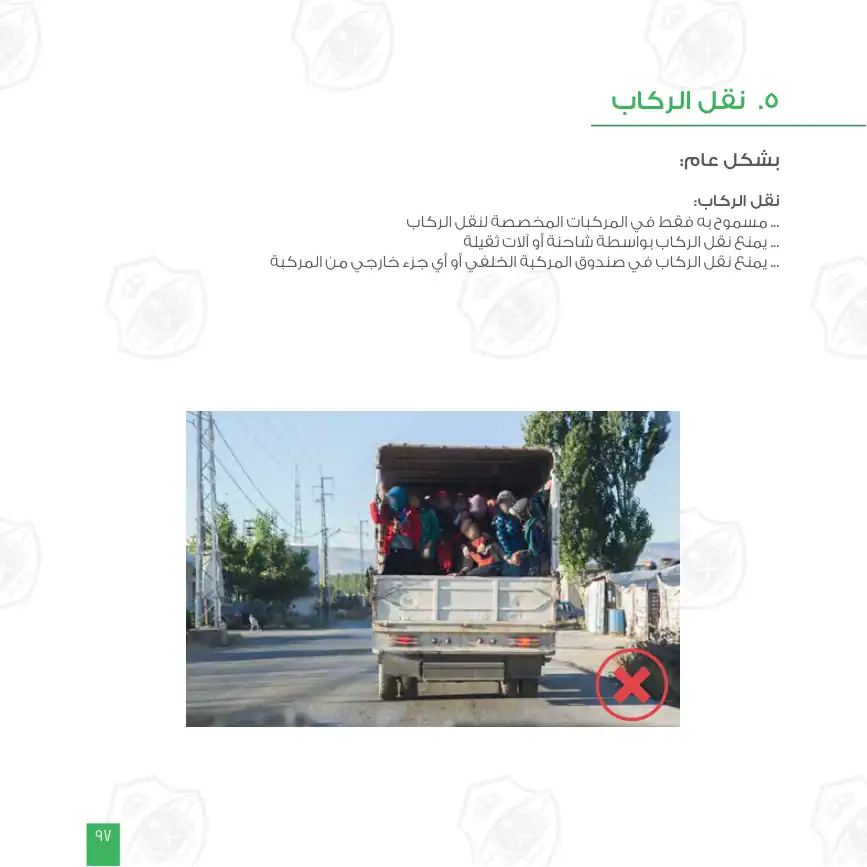 ٥. نقل الركاب
بشكل عام:
نقل الركاب:
... مسموح به فقط في المركبات المخصصة لنقل الركاب
... يمنع نقل الركاب بواسطة شاحنة أو آلات ثقيلة
... يمنع نقل الركاب في صندوق المركبة الخلفي أو أي جزء خارجي من المركبة
٩٧